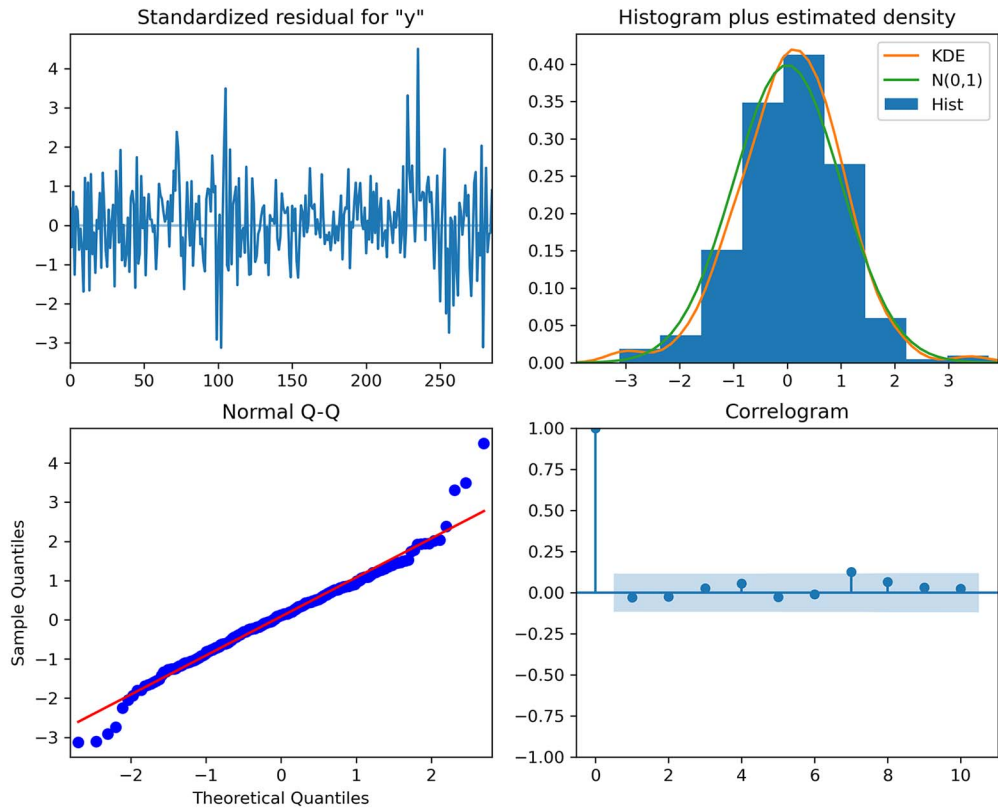 Standardized residual for "y"
4
3
2
1
0
−1
−2
−3
0 50 100 150 200 250
Histogram plus estimated density
KDE
N(0,1)
Hist
0.40
0.35
0.30
0.25
0.20
0.15
0.10
0.05
0.00
−3 −2 −1 0 1 2 3
Normal Q-Q
Sample Quantiles
4
3
2
1
0
−1
−2
−3
−2 −1 0 1 2
Theoretical Quantiles
Correlogram
1.00
0.75
0.50
0.25
0.00
−0.25
−0.50
−0.75
−1.00
0 2 4 6 8 10